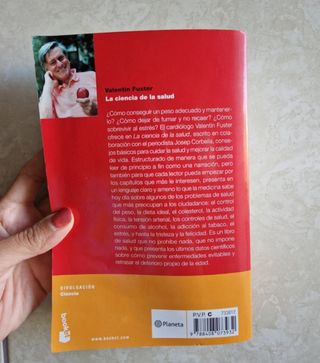 Valentín Fuster
La ciencia de la salud
¿Cómo conseguir un peso adecuado y mantener-
lo? ¿Cómo dejar de fumar y no recaer? ¿Cómo
sobrevivir al estrés? El cardiólogo Valentín Fuster
ofrece en La ciencia de la salud, escrito en co-
laboración con el periodista Josep Corbella, conse-
jos básicos para cuidar la salud y mejorar la calidad
de vida. Estructurado de manera que se pueda
leer de principio a fin como una narración, pero
también para que cada lector pueda empezar por
los capítulos que más le interesen, presenta en
un lenguaje claro y ameno lo que la medicina sabe
hoy día sobre algunos de los problemas de salud
que más preocupan a los ciudadanos: el control
del peso, la dieta ideal, el colesterol, la actividad
física, la tensión arterial, los controles de salud, el
consumo de alcohol, la adicción al tabaco, el
estrés, y hasta la tristeza y la felicidad. Es un libro
de salud que no prohíbe nada, que no impone
nada, y que presenta los últimos datos científicos
sobre cómo prevenir enfermedades evitables y
retrasar el deterioro propio de la edad.
DIVULGACIÓN
Ciencia
booket
www.booket.com
Planeta
P.V.P. C
9 788408 073932